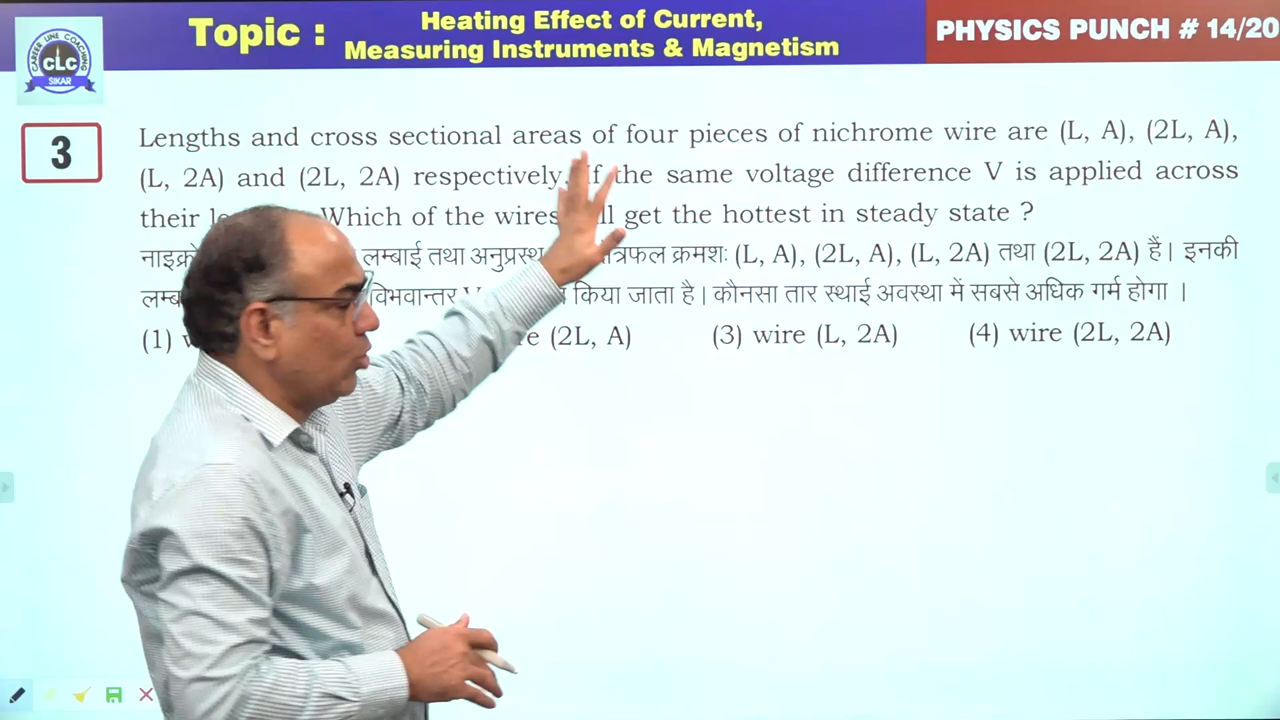 Topic : Heating Effect of Current,
Measuring Instruments & Magnetism
PHYSICS PUNCH # 14/20
CAREER LINE COACHING
CLC
SIKAR
3
Lengths and cross sectional areas of four pieces of nichrome wire are (L, A), (2L, A),
(L, 2A) and (2L, 2A) respectively. If the same voltage difference V is applied across
their Which of the wires get the hottest in steady state ?
लम्बाई तथा अनुप्रस्थ क्रमशः (L, A), (2L, A), (L, 2A) तथा (2L, 2A) हैं। इनकी
विभवान्तर किया जाता है। कौनसा तार स्थाई अवस्था में सबसे अधिक गर्म होगा ।
(1) (2L, A) (3) wire (L, 2A) (4) wire (2L, 2A)